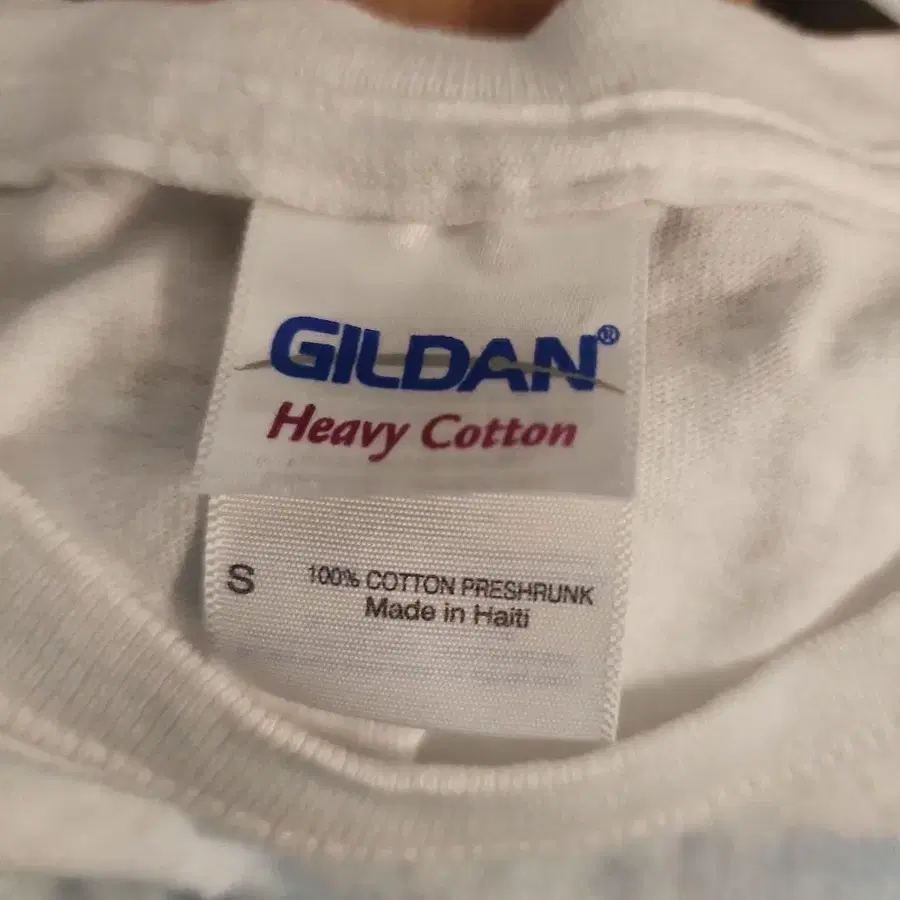 GILDAN®
Heavy Cotton
S 100% COTTON PRESHRUNK
Made in Haiti